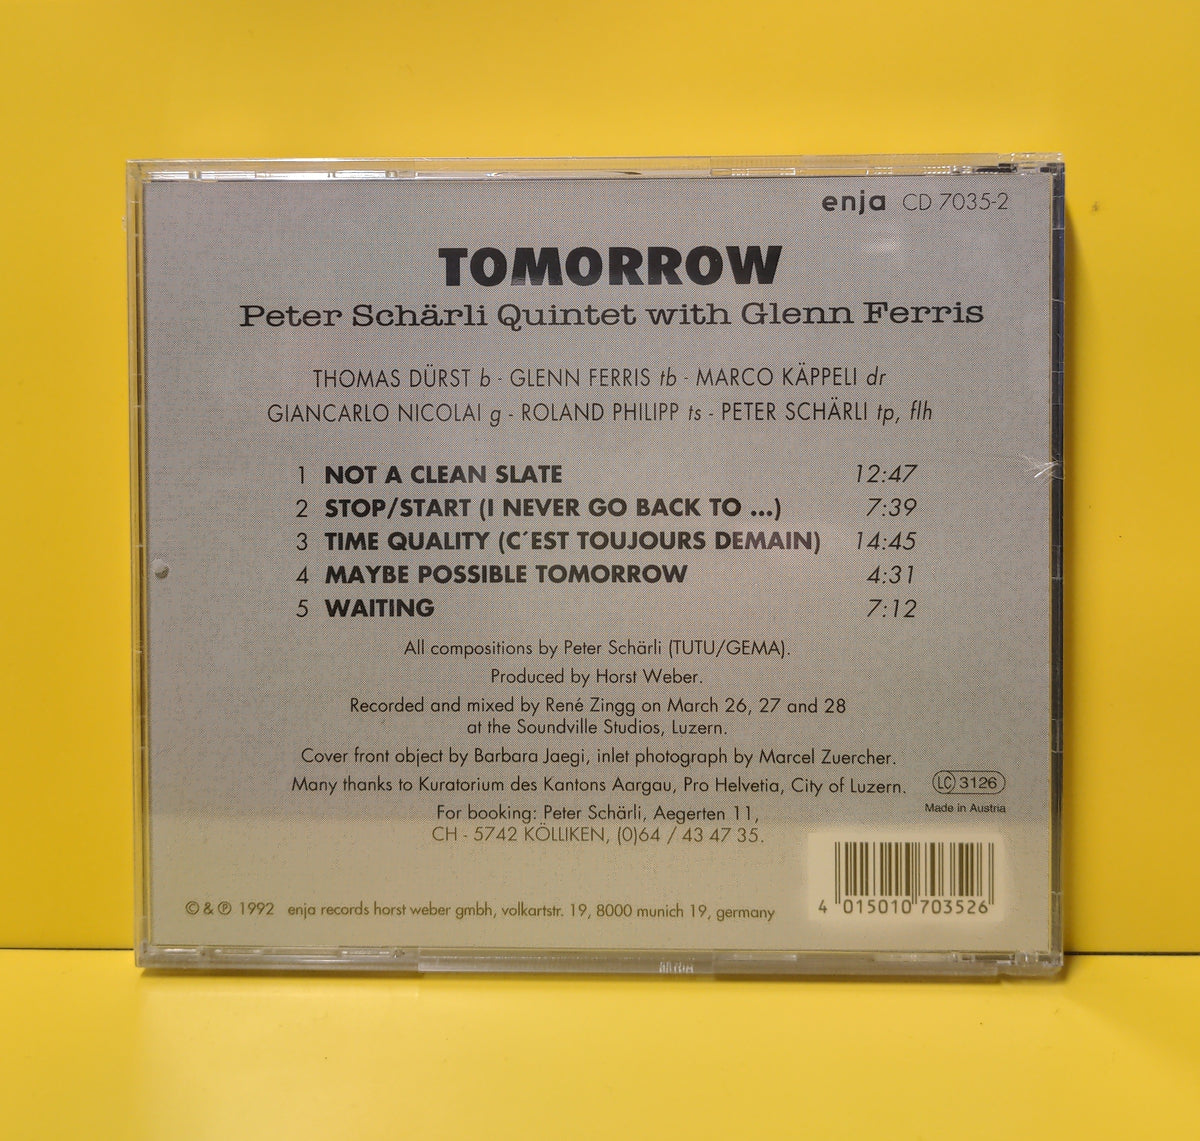 enja CD 7035-2
TOMORROW
Peter Schärli Quintet with Glenn Ferris
THOMAS DÜRST b - GLENN FERRIS tb - MARCO KÄPPELI dr
GIANCARLO NICOLAI g - ROLAND PHILIPP ts - PETER SCHÄRLI tp, flh
1 NOT A CLEAN SLATE 12:47
2 STOP/START (I NEVER GO BACK TO ...) 7:39
3 TIME QUALITY (C´EST TOUJOURS DEMAIN) 14:45
4 MAYBE POSSIBLE TOMORROW 4:31
5 WAITING 7:12
All compositions by Peter Schärli (TUTU/GEMA).
Produced by Horst Weber.
Recorded and mixed by René Zingg on March 26, 27 and 28
at the Soundville Studios, Luzern.
Cover front object by Barbara Jaegi, inlet photograph by Marcel Zuercher.
Many thanks to Kuratorium des Kantons Aargau, Pro Helvetia, City of Luzern.
LC 3126
Made in Austria
For booking: Peter Schärli, Aegerten 11,
CH - 5742 KÖLLIKEN, (0)64 / 43 47 35.
© & ℗ 1992 enja records horst weber gmbh, volkartstr. 19, 8000 munich 19, germany
4 015010 703526